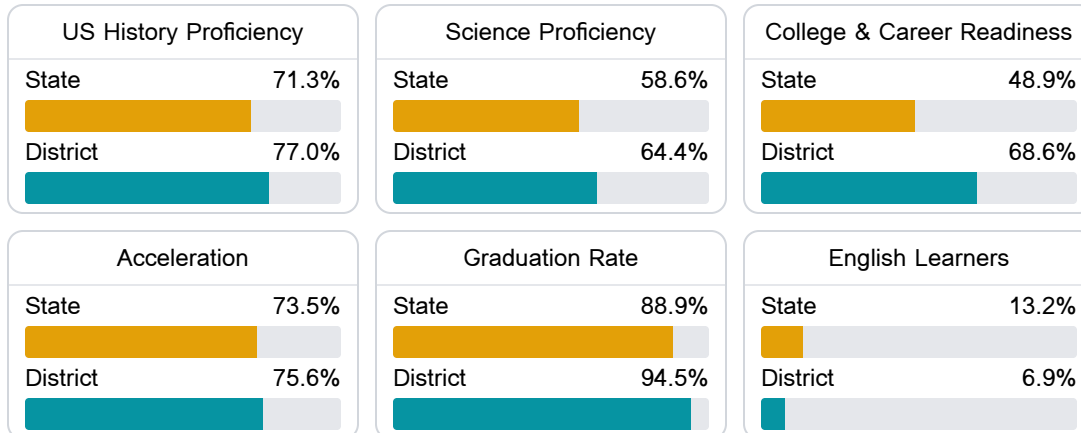 US History Proficiency
State 71.3%
District 77.0%
Science Proficiency
State 58.6%
District 64.4%
College & Career Readiness
State 48.9%
District 68.6%
Acceleration
State 73.5%
District 75.6%
Graduation Rate
State 88.9%
District 94.5%
English Learners
State 13.2%
District 6.9%